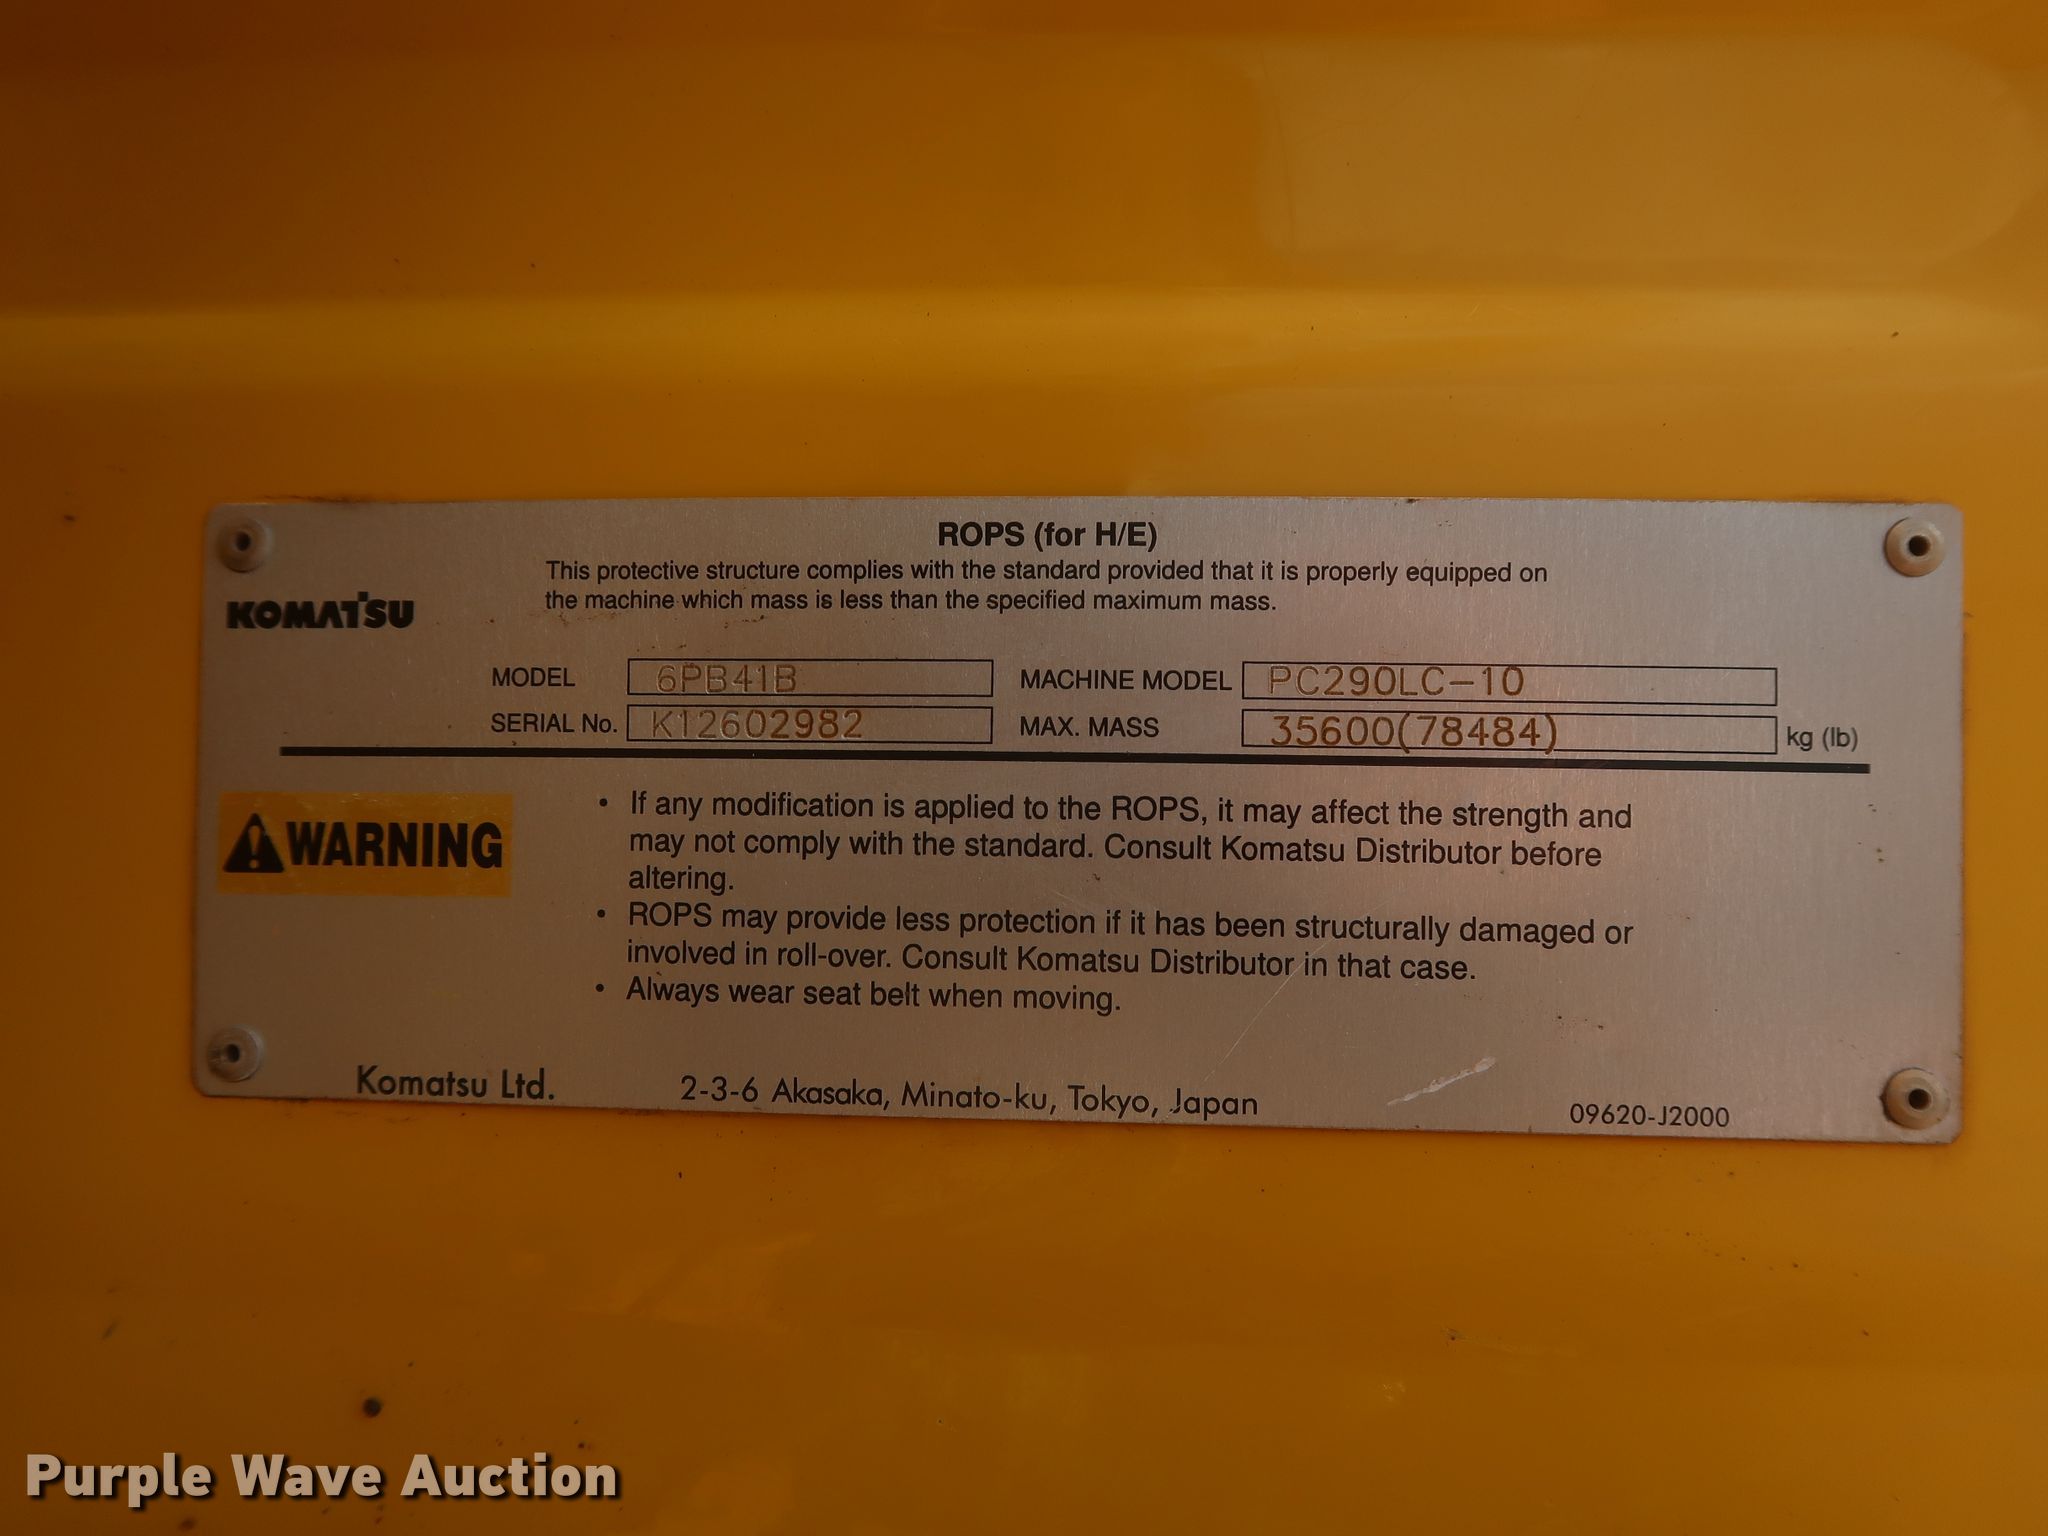 ROPS (for H/E)
This protective structure complies with the standard provided that it is properly equipped on
the machine which mass is less than the specified maximum mass.
KOMATSU
MODEL 6PB41B MACHINE MODEL PC290LC-10
SERIAL No. K12602982 MAX. MASS 35600(78484) kg (lb)
WARNING
• If any modification is applied to the ROPS, it may affect the strength and
may not comply with the standard. Consult Komatsu Distributor before
altering.
• ROPS may provide less protection if it has been structurally damaged or
involved in roll-over. Consult Komatsu Distributor in that case.
• Always wear seat belt when moving.
Komatsu Ltd. 2-3-6 Akasaka, Minato-ku, Tokyo, Japan 09620-J2000
Purple Wave Auction